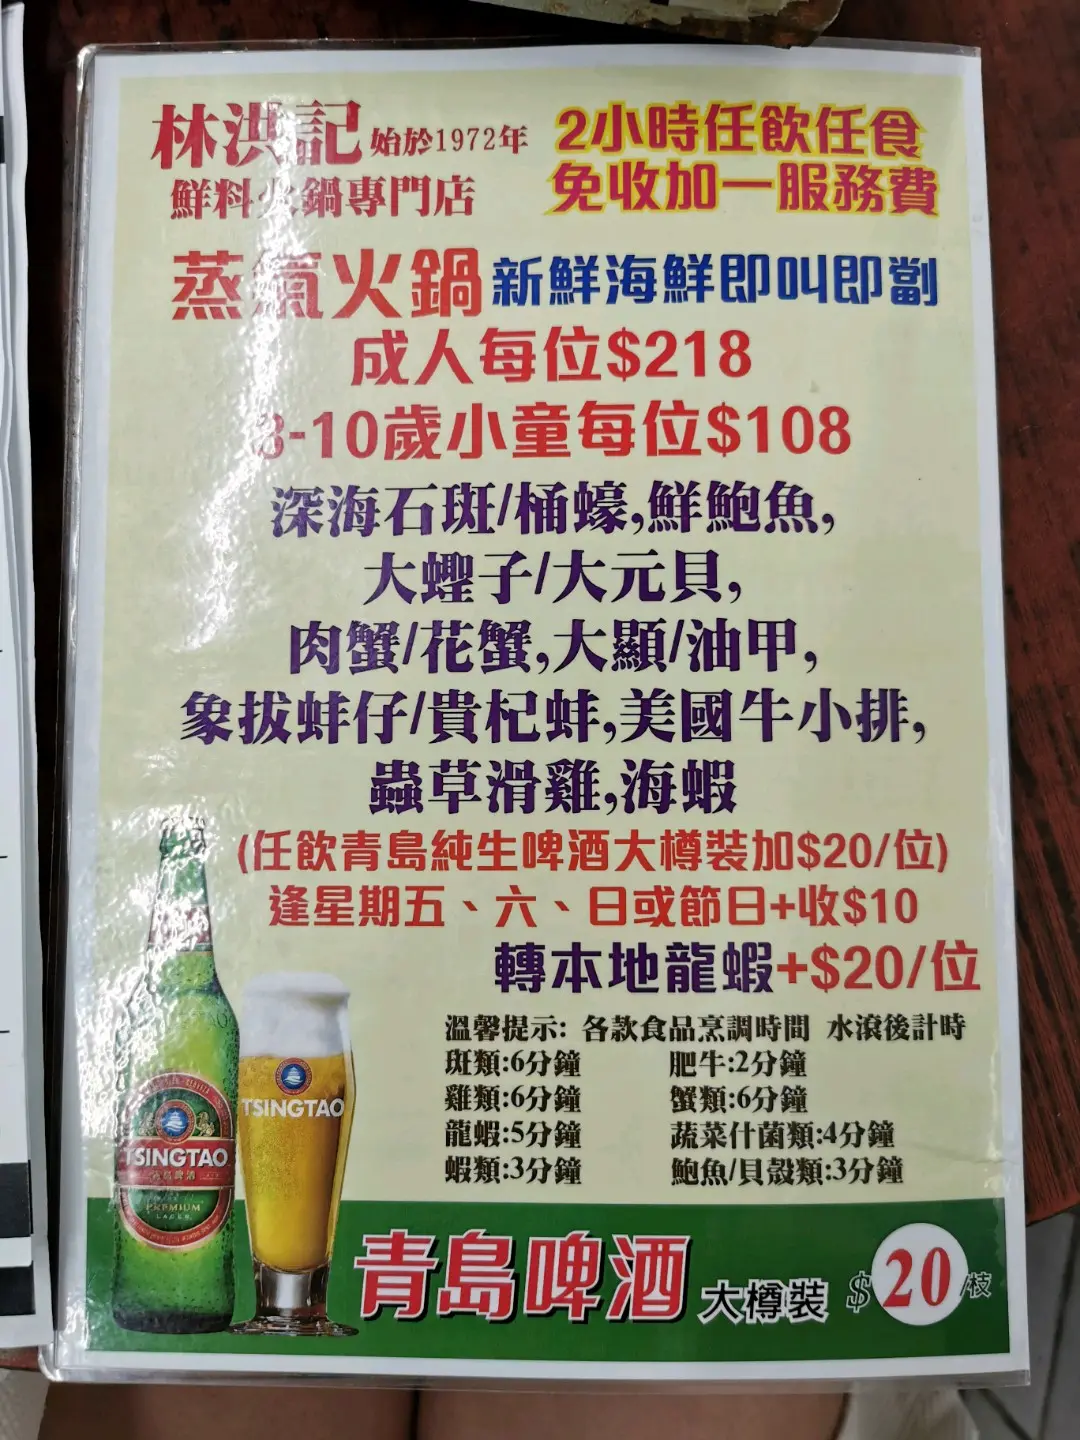 林洪記 始於1972年
鮮料火鍋專門店
2小時任飲任食
免收加一服務費
蒸氣火鍋 新鮮海鮮即叫即劏
成人每位$218
3-10歲小童每位$108
深海石斑/桶蠔,鮮鮑魚,
大蟶子/大元貝,
肉蟹/花蟹,大顯/油甲,
象拔蚌仔/貴杞蚌,美國牛小排,
蟲草滑雞,海蝦
(任飲青島純生啤酒大樽裝加$20/位)
逢星期五、六、日或節日+收$10
轉本地龍蝦+$20/位
溫馨提示: 各款食品烹調時間 水滾後計時
斑類:6分鐘 肥牛:2分鐘
雞類:6分鐘 蟹類:6分鐘
龍蝦:5分鐘 蔬菜什菌類:4分鐘
蝦類:3分鐘 鮑魚/貝殼類:3分鐘
TSINGTAO
TSINGTAO
青島啤酒
PREMIUM
LAGER
青島啤酒 大樽裝 $20/枝